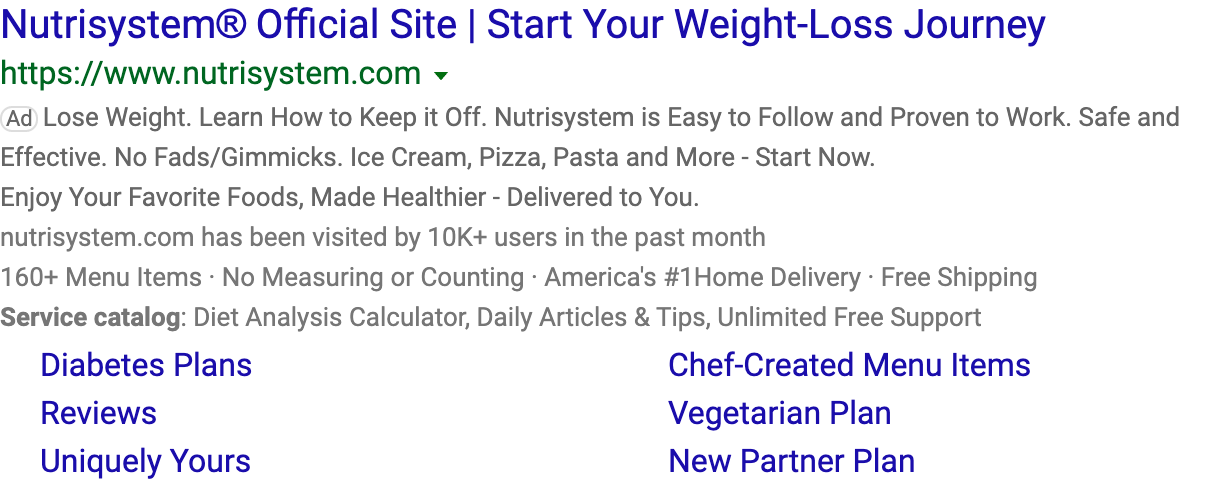 Nutrisystem® Official Site | Start Your Weight-Loss Journey
https://www.nutrisystem.com
Ad Lose Weight. Learn How to Keep it Off. Nutrisystem is Easy to Follow and Proven to Work. Safe and
Effective. No Fads/Gimmicks. Ice Cream, Pizza, Pasta and More - Start Now.
Enjoy Your Favorite Foods, Made Healthier - Delivered to You.
nutrisystem.com has been visited by 10K+ users in the past month
160+ Menu Items · No Measuring or Counting · America's #1Home Delivery · Free Shipping
Service catalog: Diet Analysis Calculator, Daily Articles & Tips, Unlimited Free Support
Diabetes Plans
Chef-Created Menu Items
Reviews
Vegetarian Plan
Uniquely Yours
New Partner Plan